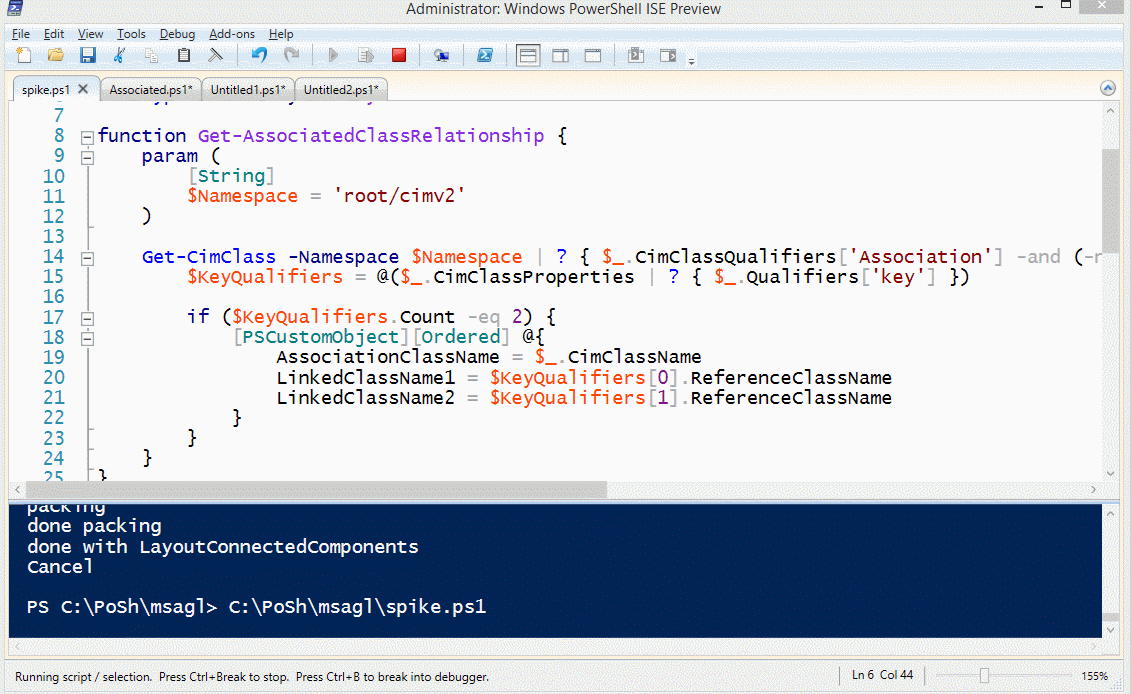 Administrator: Windows PowerShell ISE Preview
File Edit View Tools Debug Add-ons Help
spike.ps1 Associated.ps1* Untitled1.ps1* Untitled2.ps1*
7
8 function Get-AssociatedClassRelationship {
9 param (
10 [String]
11 $Namespace = 'root/cimv2'
12 )
13
14 Get-CimClass -Namespace $Namespace | ? { $_.CimClassQualifiers['Association'] -and (-r
15 $KeyQualifiers = @($_.CimClassProperties | ? { $_.Qualifiers['key'] })
16
17 if ($KeyQualifiers.Count -eq 2) {
18 [PSCustomObject][Ordered] @{
19 AssociationClassName = $_.CimClassName
20 LinkedClassName1 = $KeyQualifiers[0].ReferenceClassName
21 LinkedClassName2 = $KeyQualifiers[1].ReferenceClassName
22 }
23 }
24 }
25 }
packing
done packing
done with LayoutConnectedComponents
Cancel
PS C:\PoSh\msagl> C:\PoSh\msagl\spike.ps1
Running script / selection. Press Ctrl+Break to stop. Press Ctrl+B to break into debugger. Ln 6 Col 44 155%